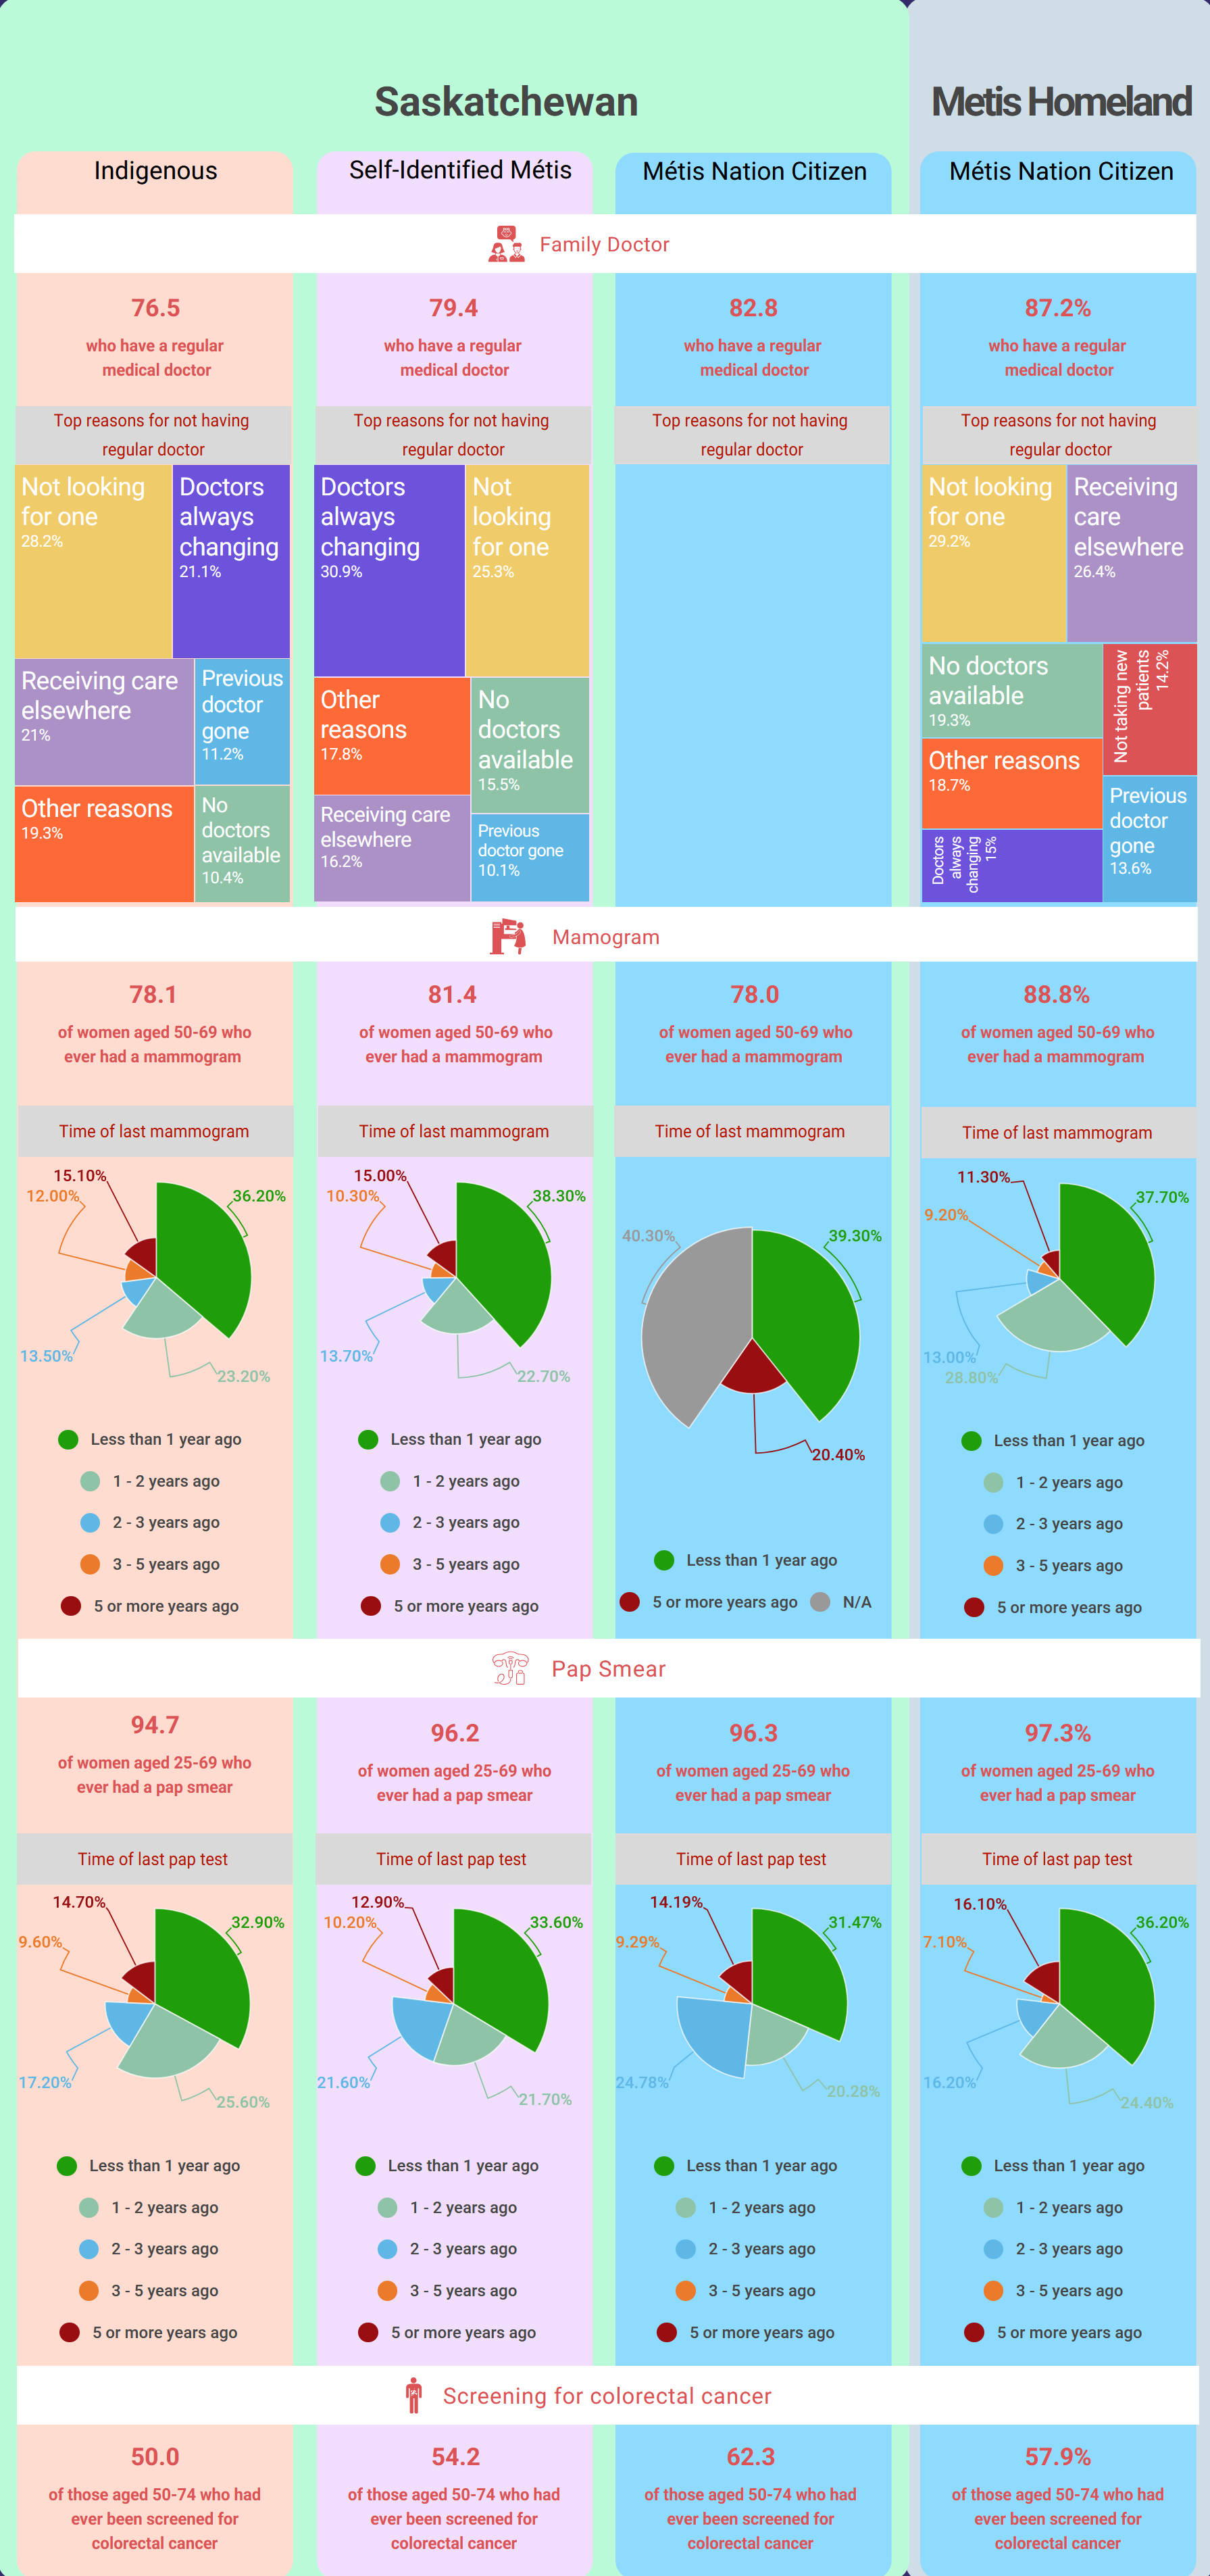 Saskatchewan
Metis Homeland
Indigenous
Self-Identified Métis
Métis Nation Citizen
Métis Nation Citizen
Family Doctor
76.5
who have a regular
medical doctor
79.4
who have a regular
medical doctor
82.8
who have a regular
medical doctor
87.2%
who have a regular
medical doctor
Top reasons for not having
regular doctor
Top reasons for not having
regular doctor
Top reasons for not having
regular doctor
Top reasons for not having
regular doctor
Not looking
for one
28.2%
Doctors
always
changing
21.1%
Receiving care
elsewhere
21%
Previous
doctor
gone
11.2%
Other reasons
19.3%
No
doctors
available
10.4%
Doctors
always
changing
30.9%
Not
looking
for one
25.3%
Other
reasons
17.8%
No
doctors
available
15.5%
Receiving care
elsewhere
16.2%
Previous
doctor gone
10.1%
Not looking
for one
29.2%
Receiving
care
elsewhere
26.4%
No doctors
available
19.3%
Not taking new
patients
14.2%
Other reasons
18.7%
Previous
doctor
gone
13.6%
Doctors
always
changing
15%
Mamogram
78.1
of women aged 50-69 who
ever had a mammogram
81.4
of women aged 50-69 who
ever had a mammogram
78.0
of women aged 50-69 who
ever had a mammogram
88.8%
of women aged 50-69 who
ever had a mammogram
Time of last mammogram
Time of last mammogram
Time of last mammogram
Time of last mammogram
15.10%
12.00%
36.20%
13.50%
23.20%
Less than 1 year ago
1 - 2 years ago
2 - 3 years ago
3 - 5 years ago
5 or more years ago
15.00%
10.30%
38.30%
13.70%
22.70%
Less than 1 year ago
1 - 2 years ago
2 - 3 years ago
3 - 5 years ago
5 or more years ago
40.30%
39.30%
20.40%
Less than 1 year ago
5 or more years ago
N/A
11.30%
9.20%
37.70%
13.00%
28.80%
Less than 1 year ago
1 - 2 years ago
2 - 3 years ago
3 - 5 years ago
5 or more years ago
Pap Smear
94.7
of women aged 25-69 who
ever had a pap smear
96.2
of women aged 25-69 who
ever had a pap smear
96.3
of women aged 25-69 who
ever had a pap smear
97.3%
of women aged 25-69 who
ever had a pap smear
Time of last pap test
Time of last pap test
Time of last pap test
Time of last pap test
14.70%
9.60%
32.90%
17.20%
25.60%
Less than 1 year ago
1 - 2 years ago
2 - 3 years ago
3 - 5 years ago
5 or more years ago
12.90%
10.20%
33.60%
21.60%
21.70%
Less than 1 year ago
1 - 2 years ago
2 - 3 years ago
3 - 5 years ago
5 or more years ago
14.19%
9.29%
31.47%
24.78%
20.28%
Less than 1 year ago
1 - 2 years ago
2 - 3 years ago
3 - 5 years ago
5 or more years ago
16.10%
7.10%
36.20%
16.20%
24.40%
Less than 1 year ago
1 - 2 years ago
2 - 3 years ago
3 - 5 years ago
5 or more years ago
Screening for colorectal cancer
50.0
of those aged 50-74 who had
ever been screened for
colorectal cancer
54.2
of those aged 50-74 who had
ever been screened for
colorectal cancer
62.3
of those aged 50-74 who had
ever been screened for
colorectal cancer
57.9%
of those aged 50-74 who had
ever been screened for
colorectal cancer